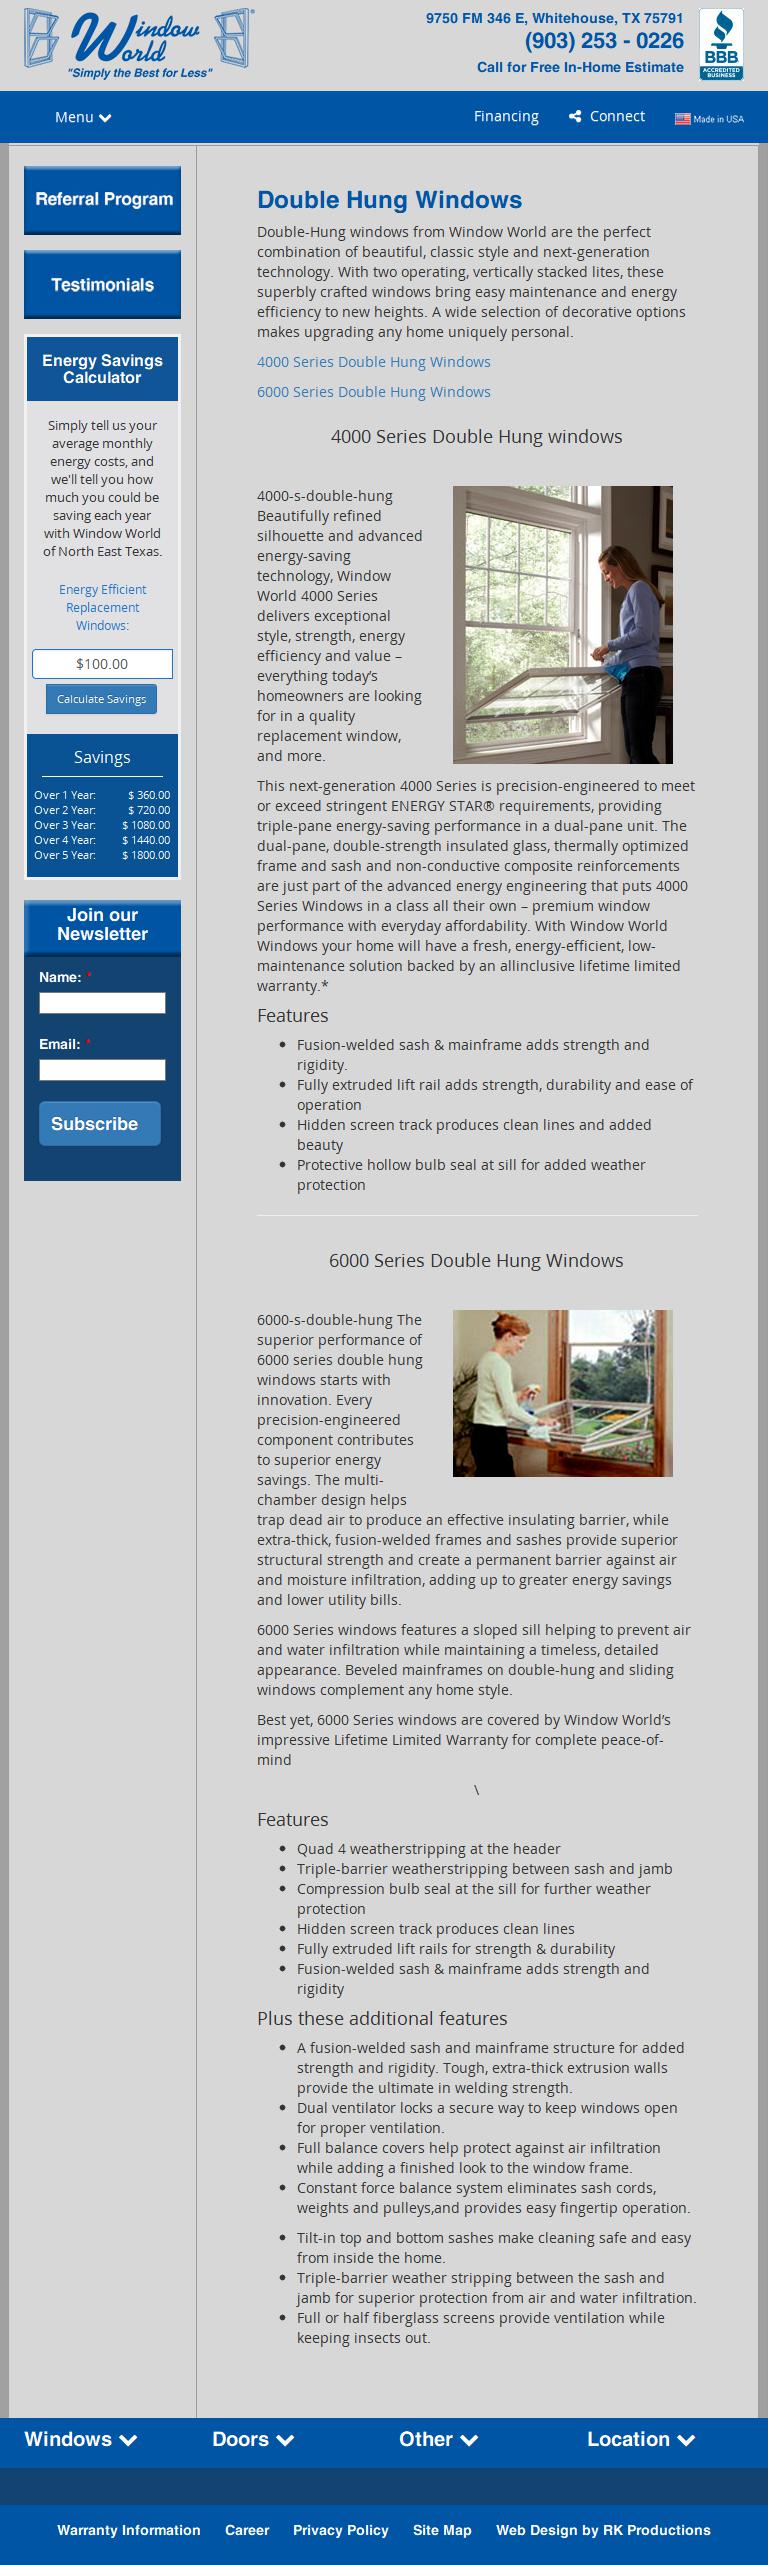 Window World
"Simply the Best for Less"
9750 FM 346 E, Whitehouse, TX 75791
(903) 253 - 0226
Call for Free In-Home Estimate
BBB
ACCREDITED
BUSINESS
Menu
Financing
Connect
Made in USA
Referral Program
Testimonials
Energy Savings
Calculator
Simply tell us your
average monthly
energy costs, and
we'll tell you how
much you could be
saving each year
with Window World
of North East Texas.
Energy Efficient
Replacement
Windows:
$100.00
Calculate Savings
Savings
Over 1 Year: $ 360.00
Over 2 Year: $ 720.00
Over 3 Year: $ 1080.00
Over 4 Year: $ 1440.00
Over 5 Year: $ 1800.00
Join our
Newsletter
Name: *
Email: *
Subscribe
Double Hung Windows
Double-Hung windows from Window World are the perfect
combination of beautiful, classic style and next-generation
technology. With two operating, vertically stacked lites, these
superbly crafted windows bring easy maintenance and energy
efficiency to new heights. A wide selection of decorative options
makes upgrading any home uniquely personal.
4000 Series Double Hung Windows
6000 Series Double Hung Windows
4000 Series Double Hung windows
4000-s-double-hung
Beautifully refined
silhouette and advanced
energy-saving
technology, Window
World 4000 Series
delivers exceptional
style, strength, energy
efficiency and value –
everything today's
homeowners are looking
for in a quality
replacement window,
and more.
This next-generation 4000 Series is precision-engineered to meet
or exceed stringent ENERGY STAR® requirements, providing
triple-pane energy-saving performance in a dual-pane unit. The
dual-pane, double-strength insulated glass, thermally optimized
frame and sash and non-conductive composite reinforcements
are just part of the advanced energy engineering that puts 4000
Series Windows in a class all their own – premium window
performance with everyday affordability. With Window World
Windows your home will have a fresh, energy-efficient, low-
maintenance solution backed by an allinclusive lifetime limited
warranty.*
Features
• Fusion-welded sash & mainframe adds strength and
rigidity.
• Fully extruded lift rail adds strength, durability and ease of
operation
• Hidden screen track produces clean lines and added
beauty
• Protective hollow bulb seal at sill for added weather
protection
6000 Series Double Hung Windows
6000-s-double-hung The
superior performance of
6000 series double hung
windows starts with
innovation. Every
precision-engineered
component contributes
to superior energy
savings. The multi-
chamber design helps
trap dead air to produce an effective insulating barrier, while
extra-thick, fusion-welded frames and sashes provide superior
structural strength and create a permanent barrier against air
and moisture infiltration, adding up to greater energy savings
and lower utility bills.
6000 Series windows features a sloped sill helping to prevent air
and water infiltration while maintaining a timeless, detailed
appearance. Beveled mainframes on double-hung and sliding
windows complement any home style.
Best yet, 6000 Series windows are covered by Window World's
impressive Lifetime Limited Warranty for complete peace-of-
mind
\
Features
• Quad 4 weatherstripping at the header
• Triple-barrier weatherstripping between sash and jamb
• Compression bulb seal at the sill for further weather
protection
• Hidden screen track produces clean lines
• Fully extruded lift rails for strength & durability
• Fusion-welded sash & mainframe adds strength and
rigidity
Plus these additional features
• A fusion-welded sash and mainframe structure for added
strength and rigidity. Tough, extra-thick extrusion walls
provide the ultimate in welding strength.
• Dual ventilator locks a secure way to keep windows open
for proper ventilation.
• Full balance covers help protect against air infiltration
while adding a finished look to the window frame.
• Constant force balance system eliminates sash cords,
weights and pulleys,and provides easy fingertip operation.
• Tilt-in top and bottom sashes make cleaning safe and easy
from inside the home.
• Triple-barrier weather stripping between the sash and
jamb for superior protection from air and water infiltration.
• Full or half fiberglass screens provide ventilation while
keeping insects out.
Windows
Doors
Other
Location
Warranty Information
Career
Privacy Policy
Site Map
Web Design by RK Productions